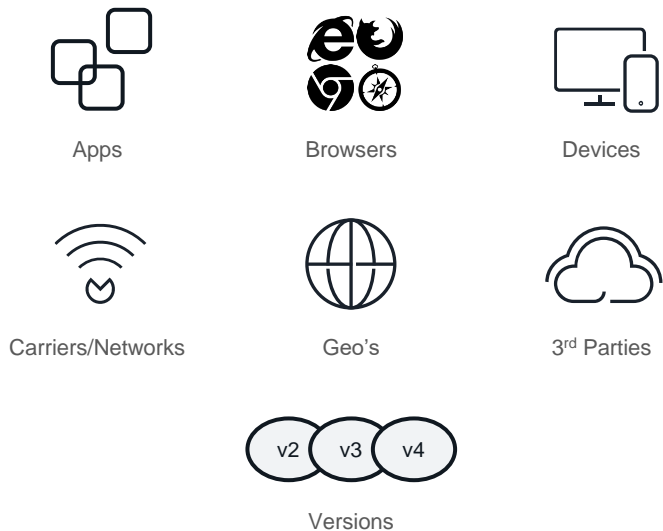 Apps
Browsers
Devices
Carriers/Networks
Geo's
3rd Parties
v2
v3
v4
Versions